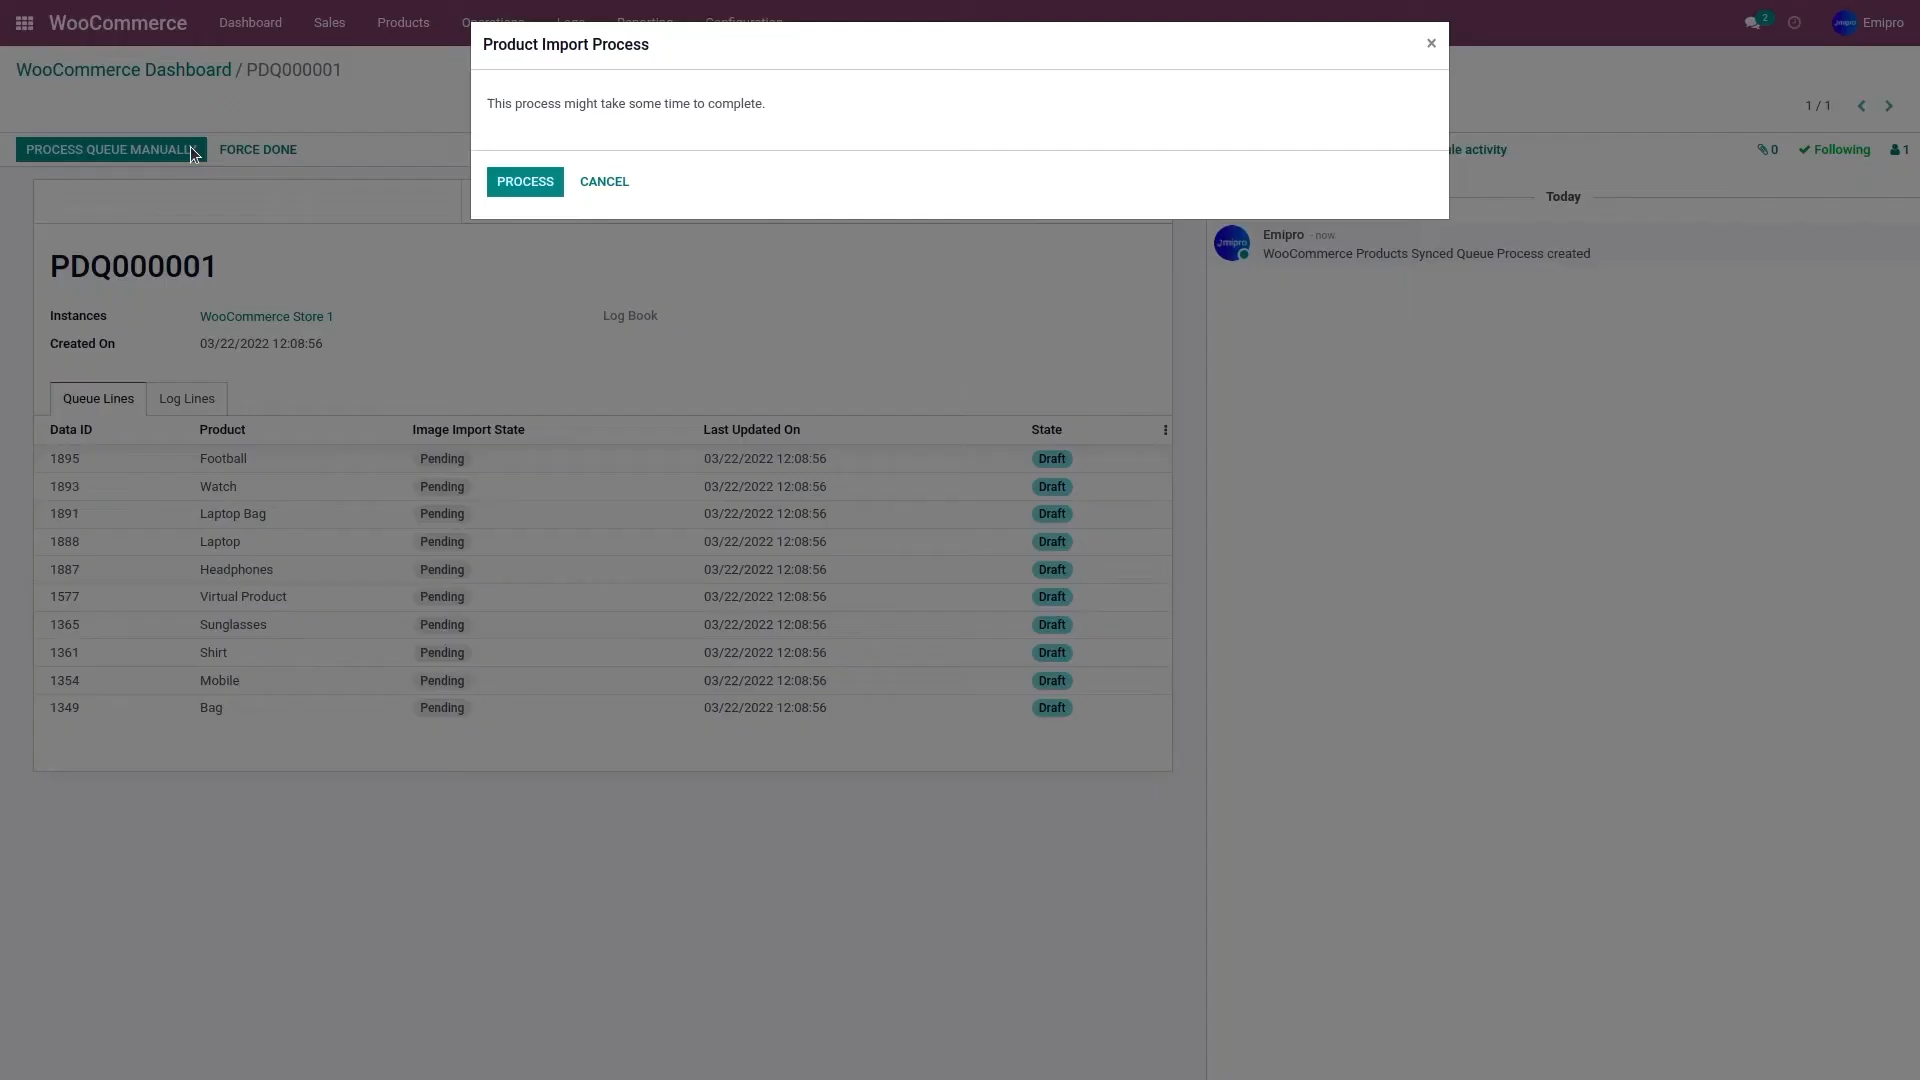 WooCommerce Dashboard Sales Products Operations Logs Reporting Configuration 2 Emipro
Product Import Process ×
WooCommerce Dashboard / PDQ000001
This process might take some time to complete.
1 / 1
PROCESS QUEUE MANUALLY FORCE DONE
le activity 0 Following 1
PROCESS CANCEL
Today
Emipro - now
WooCommerce Products Synced Queue Process created
PDQ000001
Instances WooCommerce Store 1 Log Book
Created On 03/22/2022 12:08:56
Queue Lines Log Lines
Data ID Product Image Import State Last Updated On State
1895 Football Pending 03/22/2022 12:08:56 Draft
1893 Watch Pending 03/22/2022 12:08:56 Draft
1891 Laptop Bag Pending 03/22/2022 12:08:56 Draft
1888 Laptop Pending 03/22/2022 12:08:56 Draft
1887 Headphones Pending 03/22/2022 12:08:56 Draft
1577 Virtual Product Pending 03/22/2022 12:08:56 Draft
1365 Sunglasses Pending 03/22/2022 12:08:56 Draft
1361 Shirt Pending 03/22/2022 12:08:56 Draft
1354 Mobile Pending 03/22/2022 12:08:56 Draft
1349 Bag Pending 03/22/2022 12:08:56 Draft